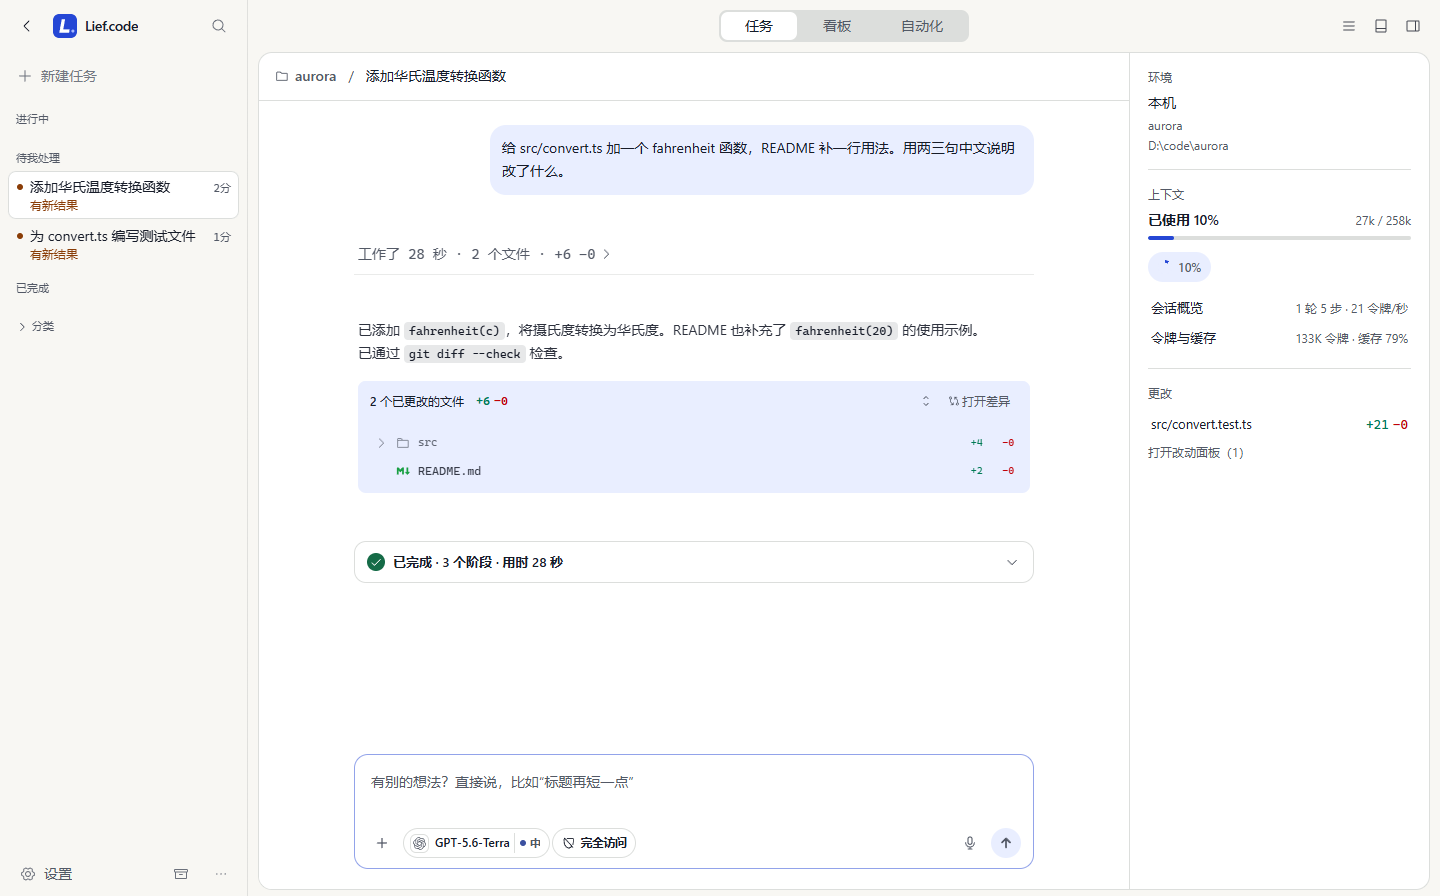 Lief.code
新建任务
进行中
待我处理
添加华氏温度转换函数 2分
有新结果
为 convert.ts 编写测试文件 1分
有新结果
已完成
分类
设置
任务 看板 自动化
aurora / 添加华氏温度转换函数
给 src/convert.ts 加一个 fahrenheit 函数，README 补一行用法。用两三句中文说明
改了什么。
工作了 28 秒 · 2 个文件 · +6 −0
已添加 fahrenheit(c)，将摄氏度转换为华氏度。README 也补充了 fahrenheit(20) 的使用示例。
已通过 git diff --check 检查。
2 个已更改的文件 +6 −0 打开差异
src +4 −0
README.md +2 −0
已完成 · 3 个阶段 · 用时 28 秒
有别的想法？直接说，比如“标题再短一点”
GPT-5.6-Terra 中 完全访问
环境
本机
aurora
D:\code\aurora
上下文
已使用 10% 27k / 258k
10%
会话概览 1 轮 5 步 · 21 令牌/秒
令牌与缓存 133K 令牌 · 缓存 79%
更改
src/convert.test.ts +21 −0
打开改动面板（1）